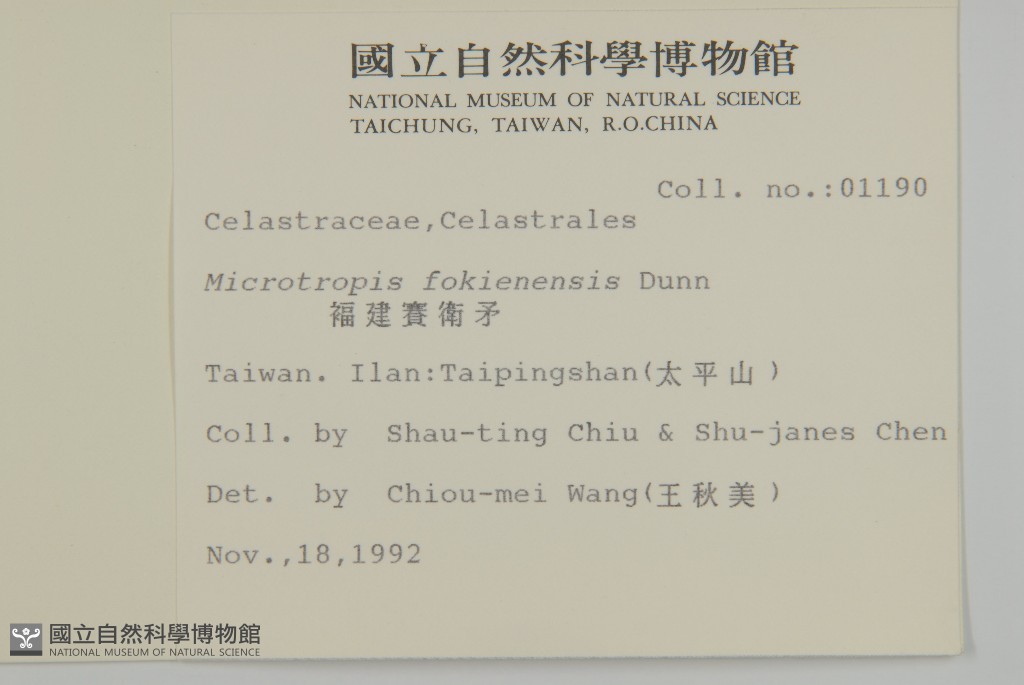 國立自然科學博物館
NATIONAL MUSEUM OF NATURAL SCIENCE
TAICHUNG, TAIWAN, R.O.CHINA
Coll. no.:01190
Celastraceae,Celastrales
Microtropis fokienensis Dunn
福建賽衛矛
Taiwan. Ilan:Taipingshan(太平山)
Coll. by Shau-ting Chiu & Shu-janes Chen
Det. by Chiou-mei Wang(王秋美)
Nov.,18,1992
國立自然科學博物館
NATIONAL MUSEUM OF NATURAL SCIENCE